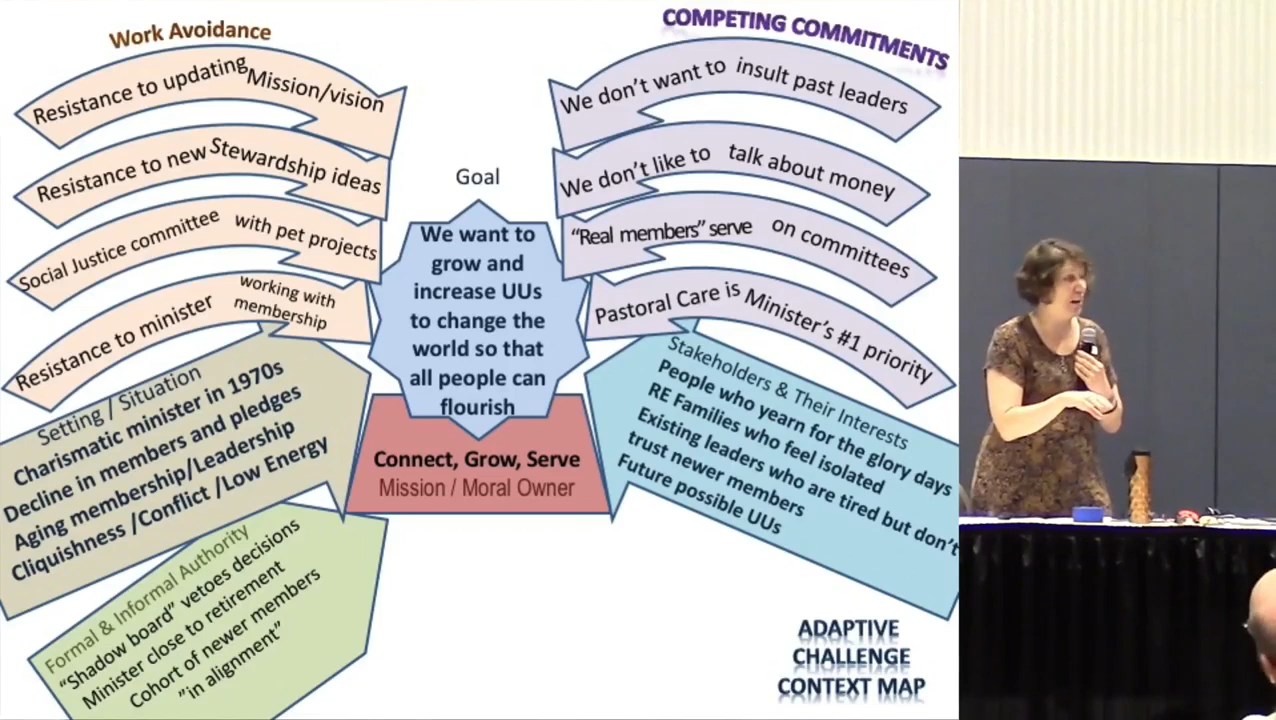 Work Avoidance
Resistance to updating Mission/vision
Resistance to new Stewardship ideas
Social Justice committee with pet projects
Resistance to minister working with
membership
COMPETING COMMITMENTS
We don't want to insult past leaders
We don't like to talk about money
"Real members" serve on committees
Pastoral Care is Minister's #1 priority
Goal
We want to
grow and
increase UUs
to change the
world so that
all people can
flourish
Connect, Grow, Serve
Mission / Moral Owner
Setting / Situation
Charismatic minister in 1970s
Decline in members and pledges
Aging membership/Leadership
Cliquishness /Conflict /Low Energy
Formal & Informal Authority
"Shadow board" vetoes decisions
Minister close to retirement
Cohort of newer members
"in alignment"
Stakeholders & Their Interests
People who yearn for the glory days
RE Families who feel isolated
Existing leaders who are tired but don't
trust newer members
Future possible UUs
ADAPTIVE
CHALLENGE
CONTEXT MAP